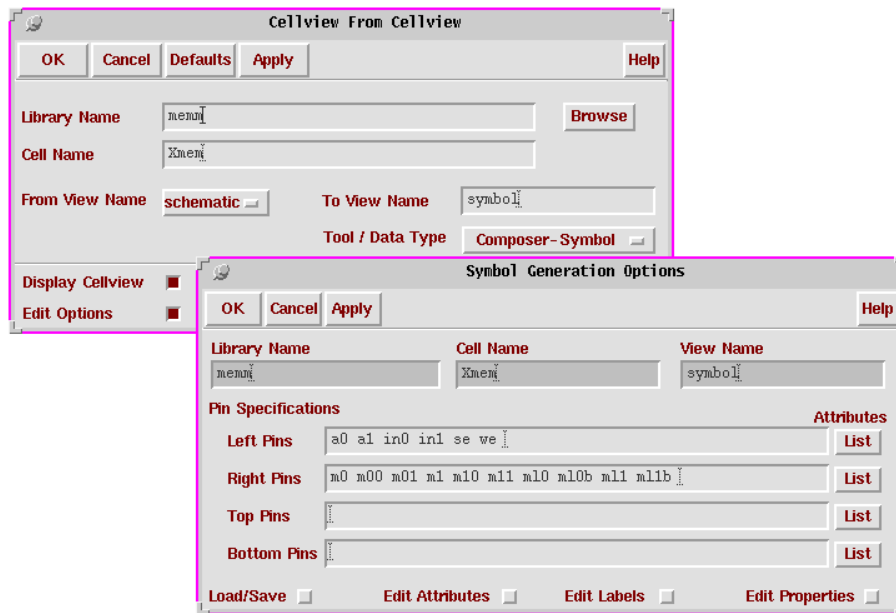 Cellview From Cellview
OK Cancel Defaults Apply Help
Library Name memm Browse
Cell Name Xmem
From View Name schematic To View Name symbol
Tool / Data Type Composer-Symbol
Display Cellview
Edit Options
Symbol Generation Options
OK Cancel Apply Help
Library Name Cell Name View Name
memm Xmem symbol
Pin Specifications Attributes
Left Pins a0 a1 in0 in1 se we List
Right Pins m0 m00 m01 m1 m10 m11 ml0 ml0b ml1 ml1b List
Top Pins List
Bottom Pins List
Load/Save Edit Attributes Edit Labels Edit Properties